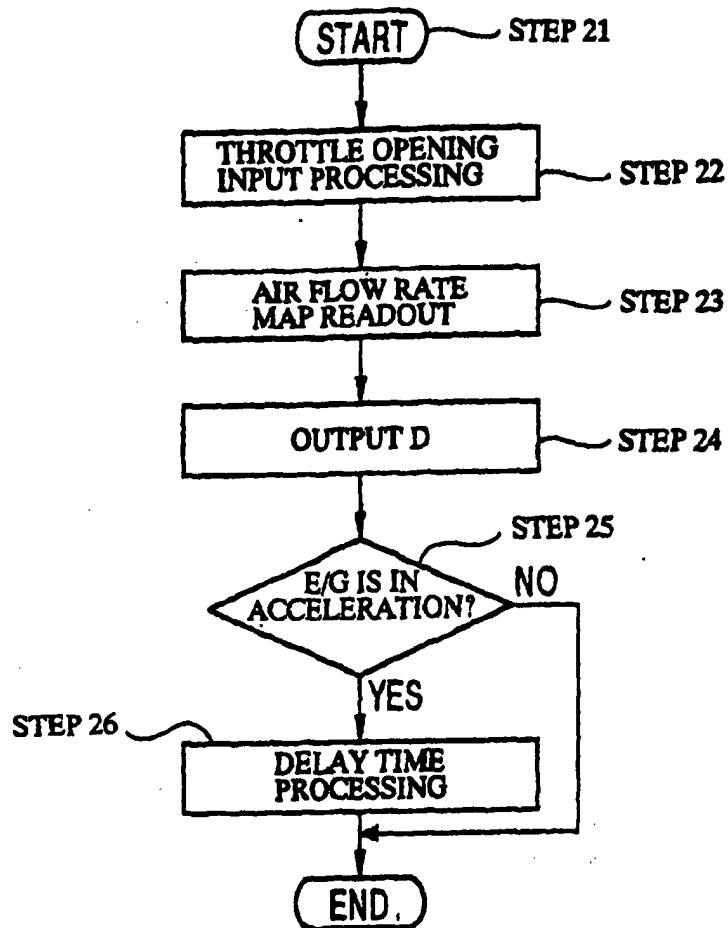 START
STEP 21
THROTTLE OPENING
INPUT PROCESSING
STEP 22
AIR FLOW RATE
MAP READOUT
STEP 23
OUTPUT D
STEP 24
STEP 25
E/G IS IN
ACCELERATION?
NO
YES
STEP 26
DELAY TIME
PROCESSING
END